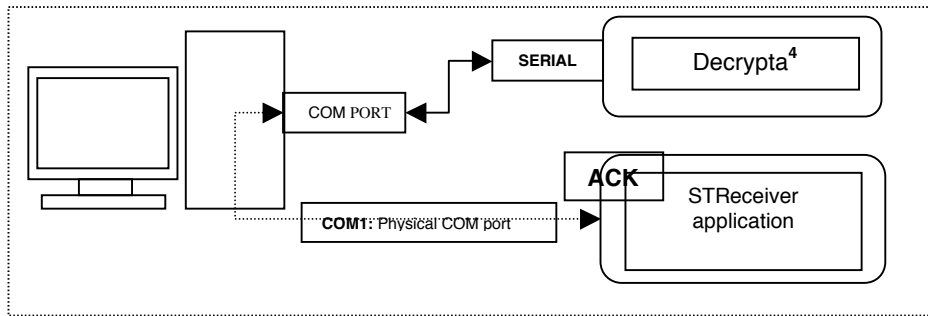 SERIAL
Decrypta⁴
COM PORT
ACK
STReceiver
application
COM1: Physical COM port